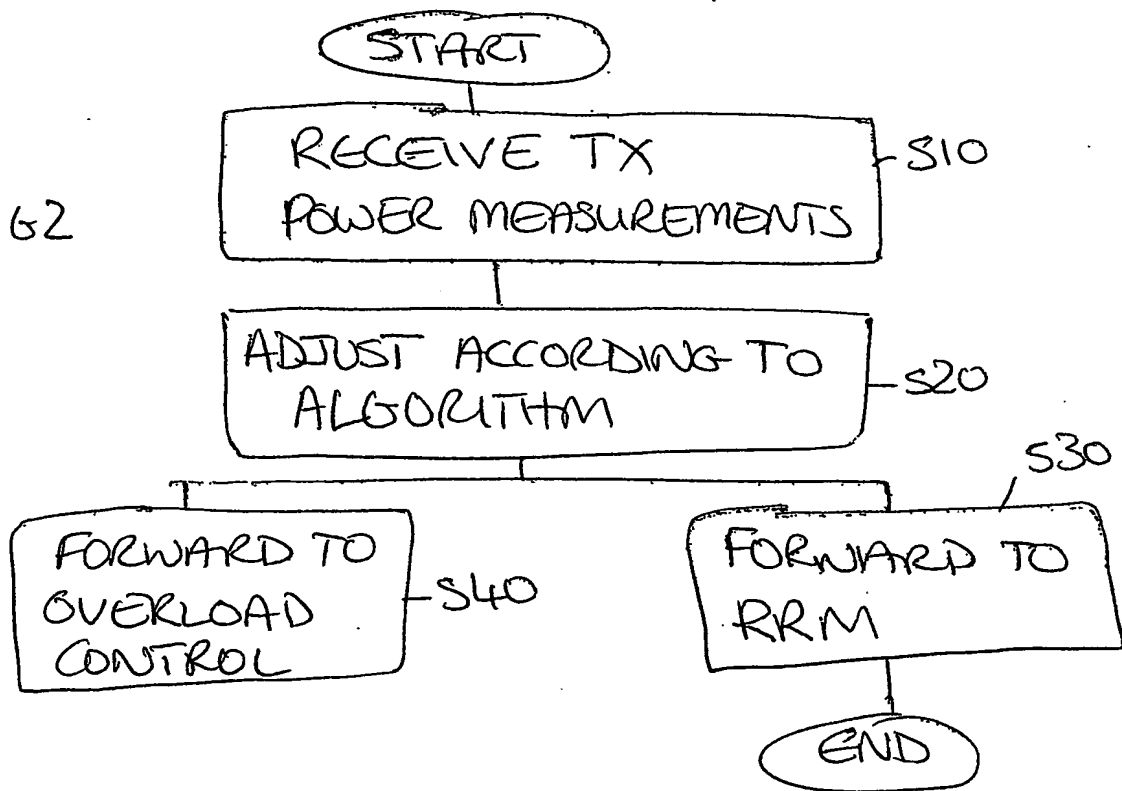 START
RECEIVE TX
POWER MEASUREMENTS
S10
G2
ADJUST ACCORDING TO
ALGORITHM
S20
S30
FORWARD TO
OVERLOAD
CONTROL
S40
FORWARD TO
RRM
END